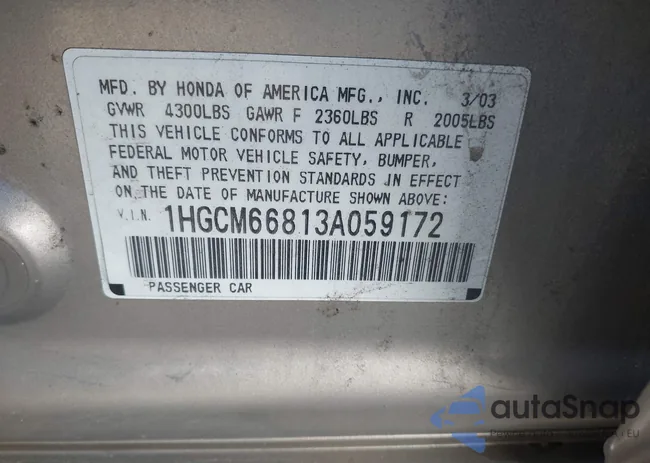 MFD. BY HONDA OF AMERICA MFG., INC. 3/03
GVWR 4300LBS GAWR F 2360LBS R 2005LBS
THIS VEHICLE CONFORMS TO ALL APPLICABLE
FEDERAL MOTOR VEHICLE SAFETY, BUMPER,
AND THEFT PREVENTION STANDARDS IN EFFECT
ON THE DATE OF MANUFACTURE SHOWN ABOVE:
V.I.N. 1HGCM66813A059172
PASSENGER CAR
autaSnap